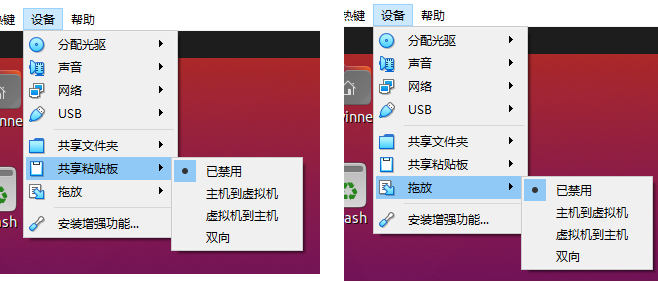 热键 设备 帮助
分配光驱
声音
网络
USB
共享文件夹
共享粘贴板
拖放
安装增强功能...
已禁用
主机到虚拟机
虚拟机到主机
双向
nne
ash
热键 设备 帮助
分配光驱
声音
网络
USB
共享文件夹
共享粘贴板
拖放
安装增强功能...
已禁用
主机到虚拟机
虚拟机到主机
双向
inne
ash